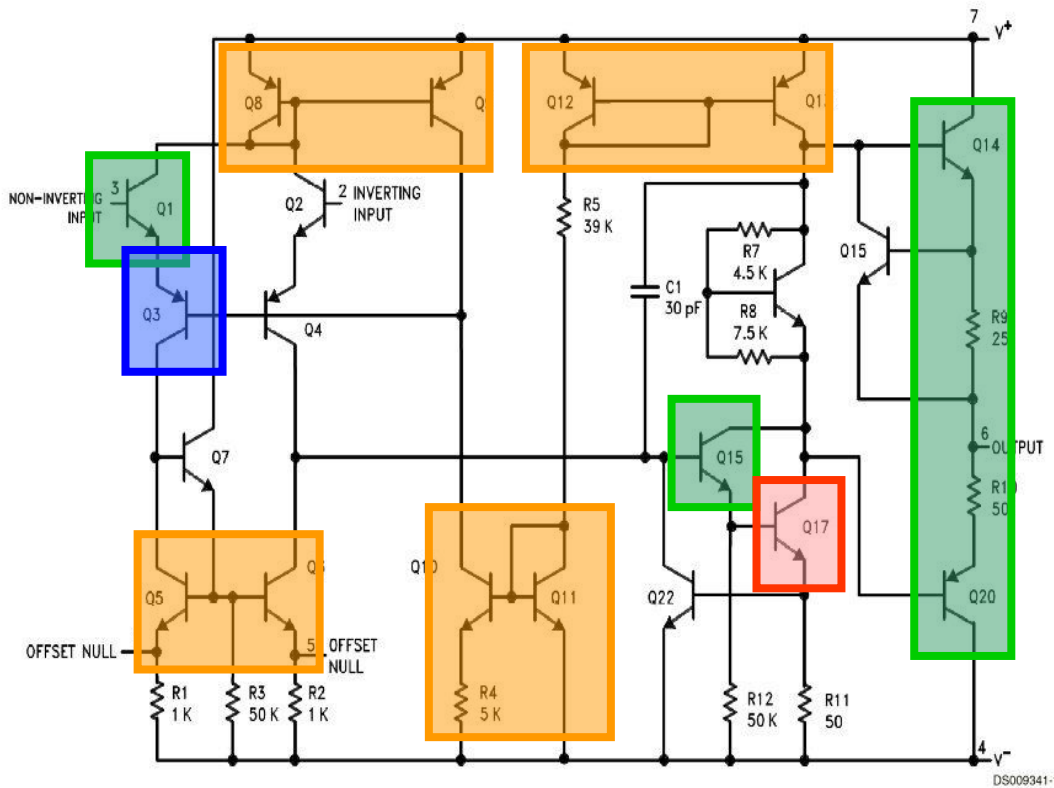 7
V+
Q8
Q12
Q14
NON-INVERTING
INPUT
3
Q1
Q2
2 INVERTING
INPUT
R5
39 K
R7
4.5 K
Q15
Q3
Q4
C1
30 pF
R8
7.5 K
R9
25
Q7
Q15
6
OUTPUT
R10
50
Q17
Q10
Q5
Q6
Q11
Q22
Q20
OFFSET NULL
5 OFFSET
NULL
R1
1 K
R3
50 K
R2
1 K
R4
5 K
R12
50 K
R11
50
4
V-
DS009341-